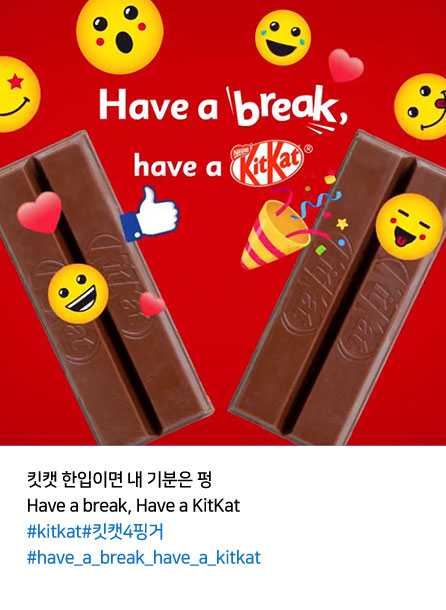 Have a break,
have a Nestlé KitKat®
킷캣 한입이면 내 기분은 펑
Have a break, Have a KitKat
#kitkat#킷캣4핑거
#have_a_break_have_a_kitkat